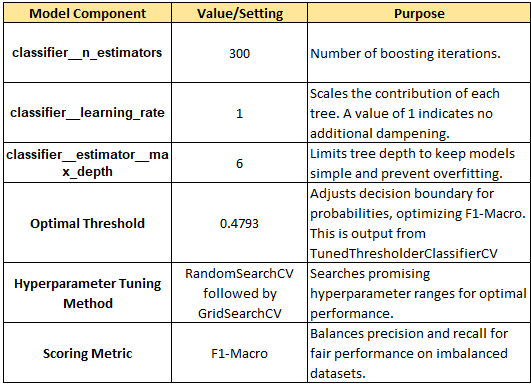 Model Component Value/Setting Purpose
classifier__n_estimators 300 Number of boosting iterations.
classifier__learning_rate 1 Scales the contribution of each
tree. A value of 1 indicates no
additional dampening.
classifier__estimator__ma
x_depth 6 Limits tree depth to keep models
simple and prevent overfitting.
Optimal Threshold 0.4793 Adjusts decision boundary for
probabilities, optimizing F1-Macro.
This is output from
TunedThresholderClassifierCV
Hyperparameter Tuning
Method RandomSearchCV
followed by
GridSearchCV Searches promising
hyperparameter ranges for optimal
performance.
Scoring Metric F1-Macro Balances precision and recall for
fair performance on imbalanced
datasets.